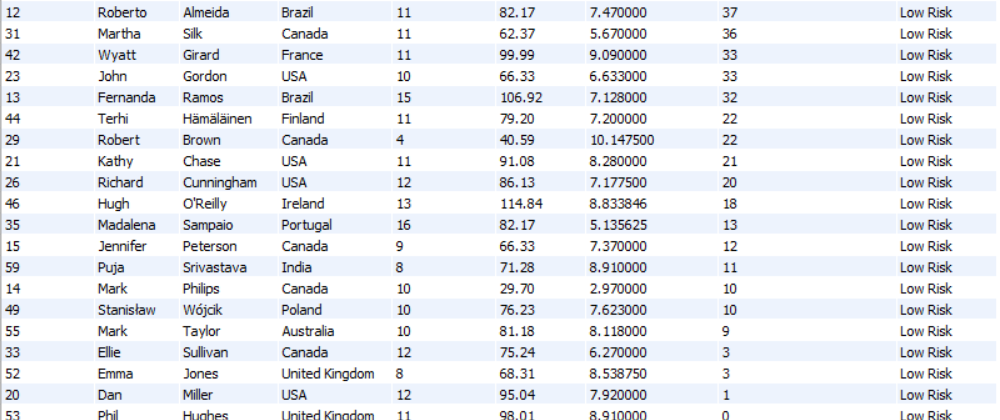 12 Roberto Almeida Brazil 11 82.17 7.470000 37 Low Risk
31 Martha Silk Canada 11 62.37 5.670000 36 Low Risk
42 Wyatt Girard France 11 99.99 9.090000 33 Low Risk
23 John Gordon USA 10 66.33 6.633000 33 Low Risk
13 Fernanda Ramos Brazil 15 106.92 7.128000 32 Low Risk
44 Terhi Hämäläinen Finland 11 79.20 7.200000 22 Low Risk
29 Robert Brown Canada 4 40.59 10.147500 22 Low Risk
21 Kathy Chase USA 11 91.08 8.280000 21 Low Risk
26 Richard Cunningham USA 12 86.13 7.177500 20 Low Risk
46 Hugh O'Reilly Ireland 13 114.84 8.833846 18 Low Risk
35 Madalena Sampaio Portugal 16 82.17 5.135625 13 Low Risk
15 Jennifer Peterson Canada 9 66.33 7.370000 12 Low Risk
59 Puja Srivastava India 8 71.28 8.910000 11 Low Risk
14 Mark Philips Canada 10 29.70 2.970000 10 Low Risk
49 Stanisław Wójcik Poland 10 76.23 7.623000 10 Low Risk
55 Mark Taylor Australia 10 81.18 8.118000 9 Low Risk
33 Ellie Sullivan Canada 12 75.24 6.270000 3 Low Risk
52 Emma Jones United Kingdom 8 68.31 8.538750 3 Low Risk
20 Dan Miller USA 12 95.04 7.920000 1 Low Risk
53 Phil Hughes United Kingdom 11 98.01 8.910000 0 Low Risk